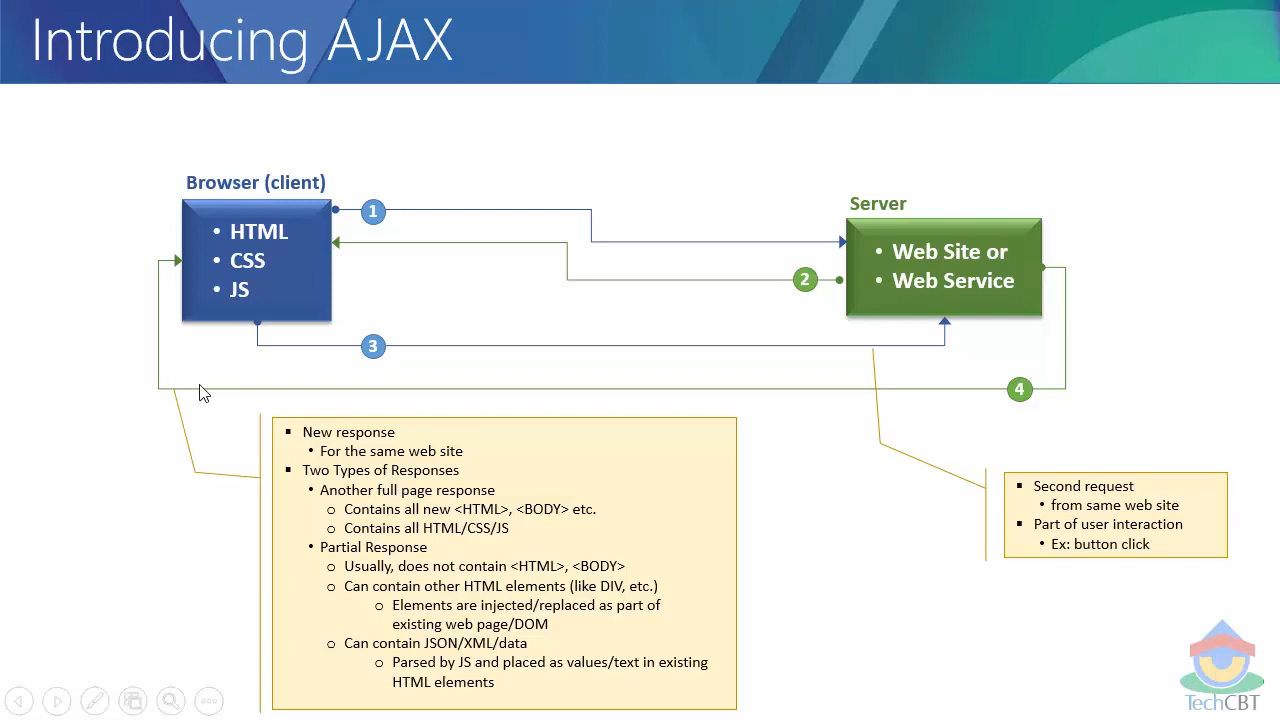 Introducing AJAX
Browser (client)
• HTML
• CSS
• JS
1
2
3
4
Server
• Web Site or
• Web Service
▪ New response
• For the same web site
▪ Two Types of Responses
• Another full page response
o Contains all new <HTML>, <BODY> etc.
o Contains all HTML/CSS/JS
• Partial Response
o Usually, does not contain <HTML>, <BODY>
o Can contain other HTML elements (like DIV, etc.)
o Elements are injected/replaced as part of
existing web page/DOM
o Can contain JSON/XML/data
o Parsed by JS and placed as values/text in existing
HTML elements
▪ Second request
• from same web site
▪ Part of user interaction
• Ex: button click
TechCBT